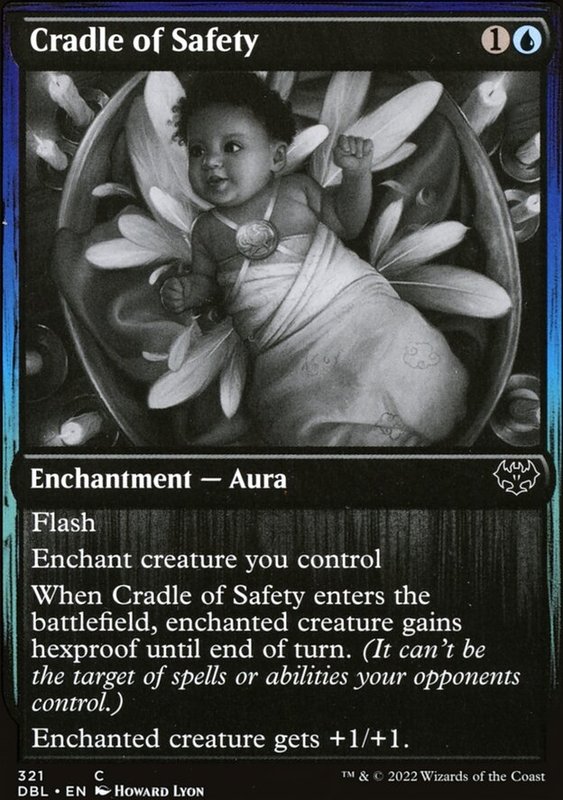 Cradle of Safety 1
Enchantment — Aura
Flash
Enchant creature you control
When Cradle of Safety enters the
battlefield, enchanted creature gains
hexproof until end of turn. (It can't be
the target of spells or abilities your opponents
control.)
Enchanted creature gets +1/+1.
321 C
DBL • EN Howard Lyon ™ & © 2022 Wizards of the Coast